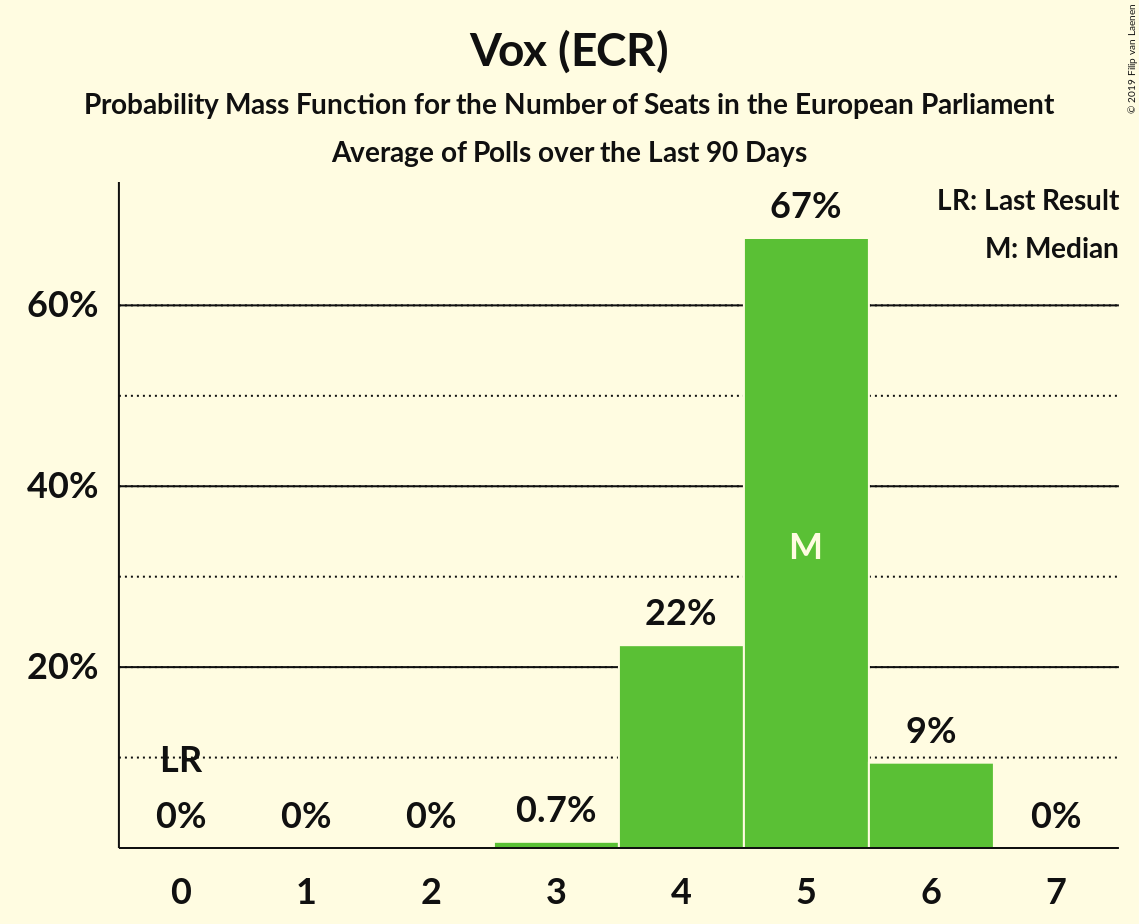 Vox (ECR)
Probability Mass Function for the Number of Seats in the European Parliament
Average of Polls over the Last 90 Days
© 2019 Filip van Laenen
LR: Last Result
M: Median
67%
60%
40%
M
22%
20%
9%
LR
0%
0%
0%
0.7%
0%
0 1 2 3 4 5 6 7